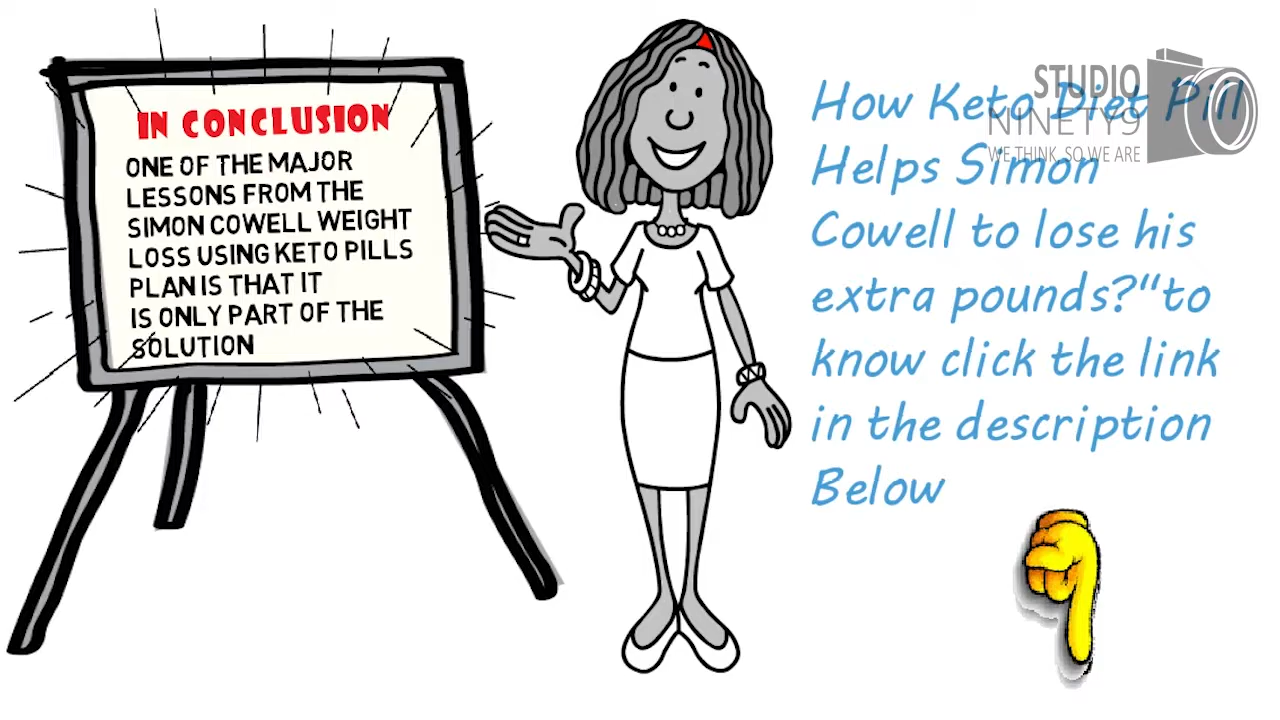 IN CONCLUSION
ONE OF THE MAJOR
LESSONS FROM THE
SIMON COWELL WEIGHT
LOSS USING KETO PILLS
PLAN IS THAT IT
IS ONLY PART OF THE
SOLUTION
How Keto Diet Pill
Helps Simon
Cowell to lose his
extra pounds?"to
know click the link
in the description
Below
STUDIO
NINETY9
WE THINK, SO WE ARE